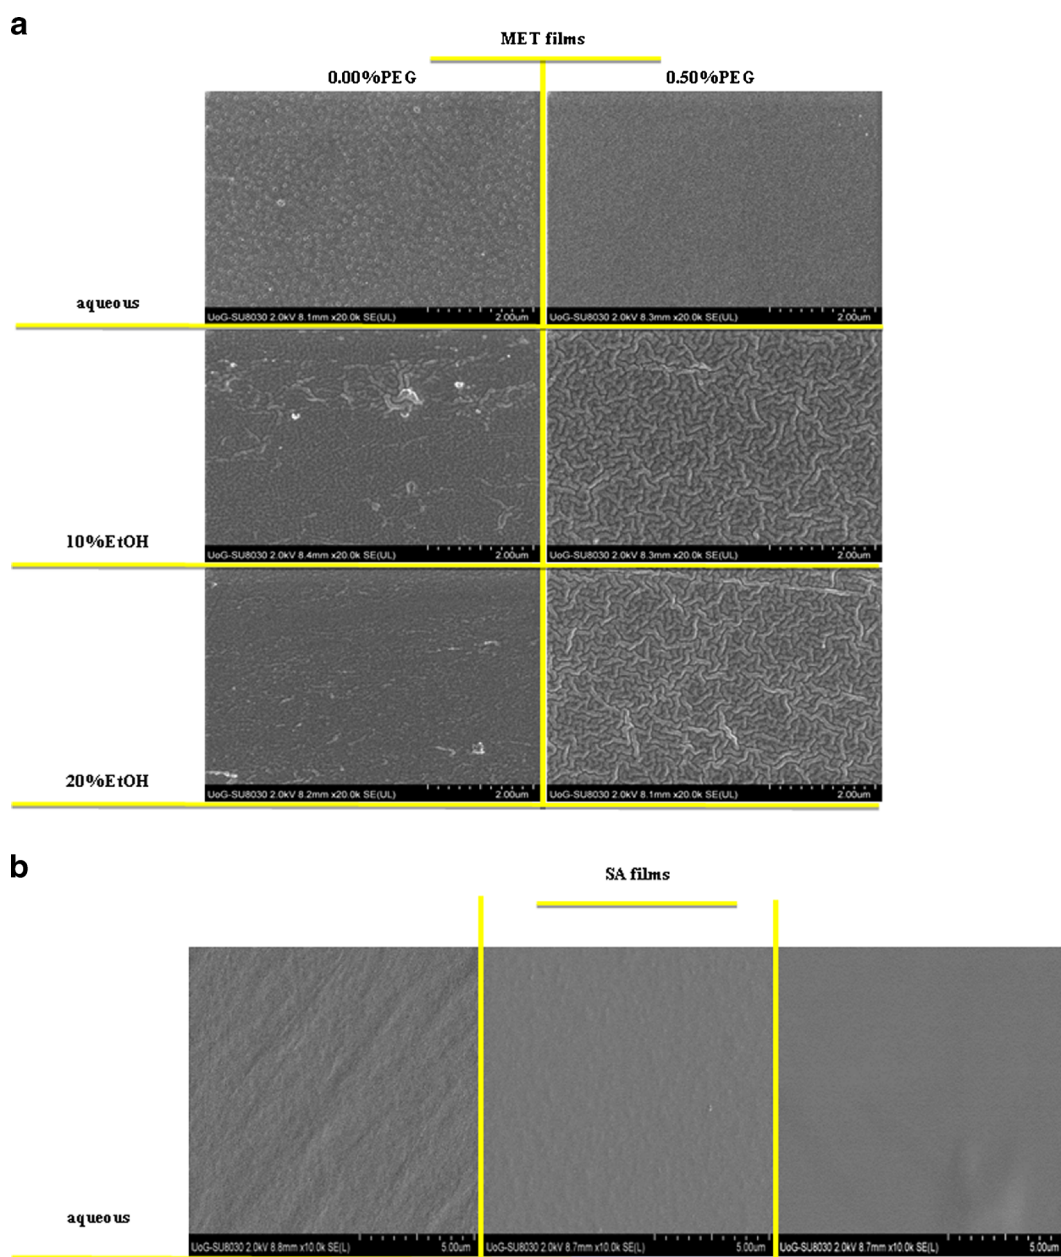 a
MET films
0.00%PEG 0.50%PEG
UoG-SU8030 2.0kV 8.1mm x20.0k SE(UL) 2.00um UoG-SU8030 2.0kV 8.3mm x20.0k SE(UL) 2.00um
aqueous
UoG-SU8030 2.0kV 8.4mm x20.0k SE(UL) 2.00um UoG-SU8030 2.0kV 8.3mm x20.0k SE(UL) 2.00um
10%EtOH
UoG-SU8030 2.0kV 8.2mm x20.0k SE(UL) 2.00um UoG-SU8030 2.0kV 8.1mm x20.0k SE(UL) 2.00um
20%EtOH
b
SA films
aqueous
UoG-SU8030 2.0kV 8.8mm x10.0k SE(L) 5.00um UoG-SU8030 2.0kV 8.7mm x10.0k SE(L) 5.00um UoG-SU8030 2.0kV 8.7mm x10.0k SE(L) 5.00u